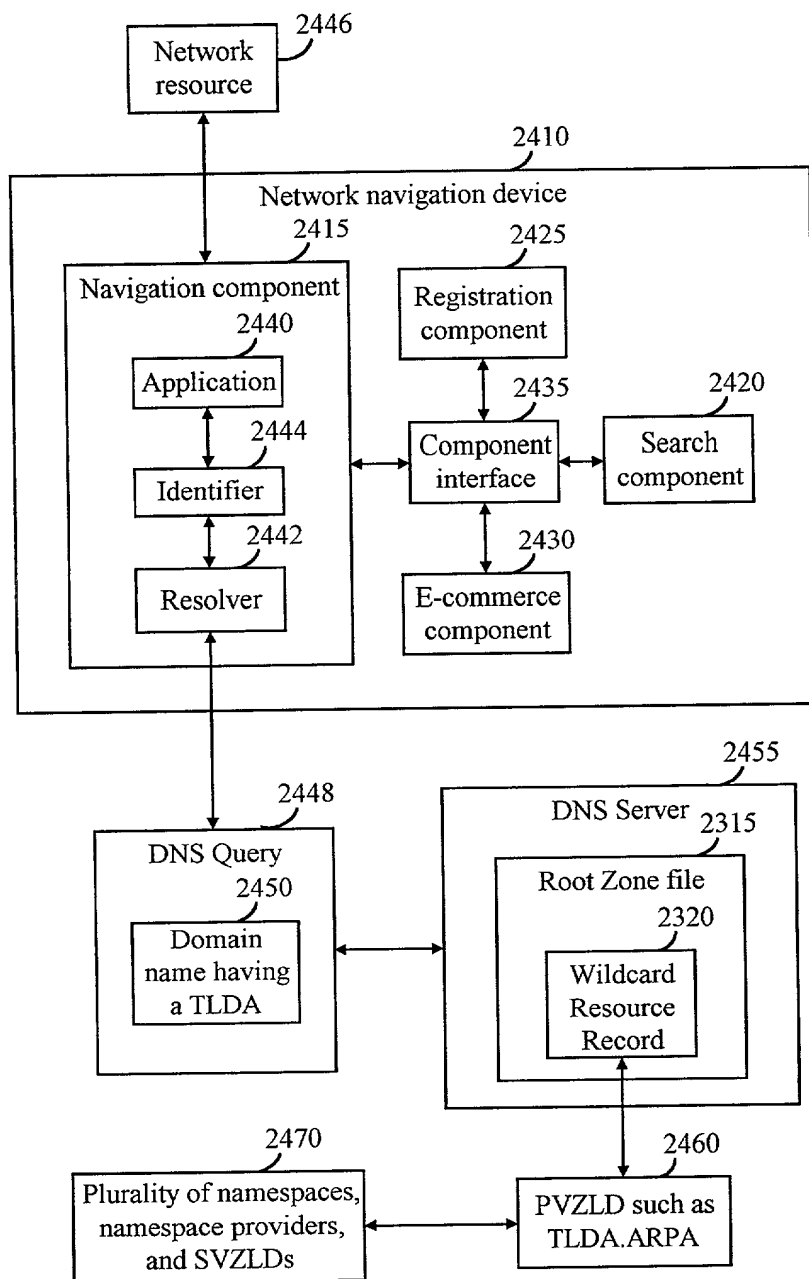 2446
Network
resource
2410
Network navigation device
2415
Navigation component
2440
Application
2444
Identifier
2442
Resolver
2425
Registration
component
2435
Component
interface
2420
Search
component
2430
E-commerce
component
2448
DNS Query
2450
Domain
name having
a TLDA
2455
DNS Server
2315
Root Zone file
2320
Wildcard
Resource
Record
2470
Plurality of namespaces,
namespace providers,
and SVZLDs
2460
PVZLD such as
TLDA.ARPA